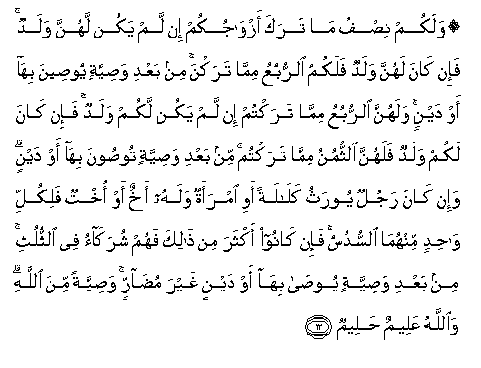 ۞ وَلَكُمْ نِصْفُ مَا تَرَكَ أَزْوَٰجُكُمْ إِن لَّمْ يَكُن لَّهُنَّ وَلَدٌ ۚ
فَإِن كَانَ لَهُنَّ وَلَدٌ فَلَكُمُ ٱلرُّبُعُ مِمَّا تَرَكْنَ ۚ مِنۢ بَعْدِ وَصِيَّةٍ يُوصِينَ بِهَآ
أَوْ دَيْنٍ ۚ وَلَهُنَّ ٱلرُّبُعُ مِمَّا تَرَكْتُمْ إِن لَّمْ يَكُن لَّكُمْ وَلَدٌ ۚ فَإِن كَانَ
لَكُمْ وَلَدٌ فَلَهُنَّ ٱلثُّمُنُ مِمَّا تَرَكْتُم ۚ مِّنۢ بَعْدِ وَصِيَّةٍ تُوصُونَ بِهَآ أَوْ دَيْنٍ ۗ
وَإِن كَانَ رَجُلٌ يُورَثُ كَلَٰلَةً أَوِ ٱمْرَأَةٌ وَلَهُۥٓ أَخٌ أَوْ أُخْتٌ فَلِكُلِّ
وَٰحِدٍ مِّنْهُمَا ٱلسُّدُسُ ۚ فَإِن كَانُوٓا۟ أَكْثَرَ مِن ذَٰلِكَ فَهُمْ شُرَكَآءُ فِى ٱلثُّلُثِ ۚ
مِنۢ بَعْدِ وَصِيَّةٍ يُوصَىٰ بِهَآ أَوْ دَيْنٍ غَيْرَ مُضَآرٍّ ۚ وَصِيَّةً مِّنَ ٱللَّهِ ۗ
وَٱللَّهُ عَلِيمٌ حَلِيمٌ ۝١٢